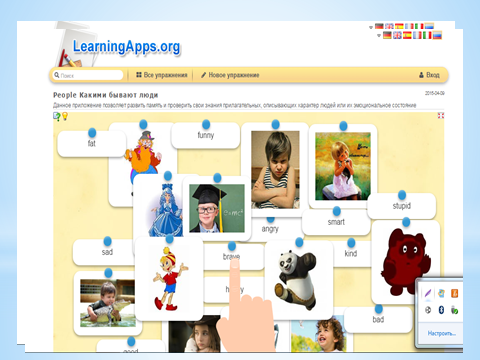 LearningApps.org
Поиск
Все упражнения
Новое упражнение
Вход
People Какими бывают люди
2015-04-09
Данное приложение позволяет развить память и проверить свои знания прилагательных, описывающих характер людей или их эмоциональное состояние
fat
funny
stupid
smart
angry
sad
brave
kind
bad
Настроить...